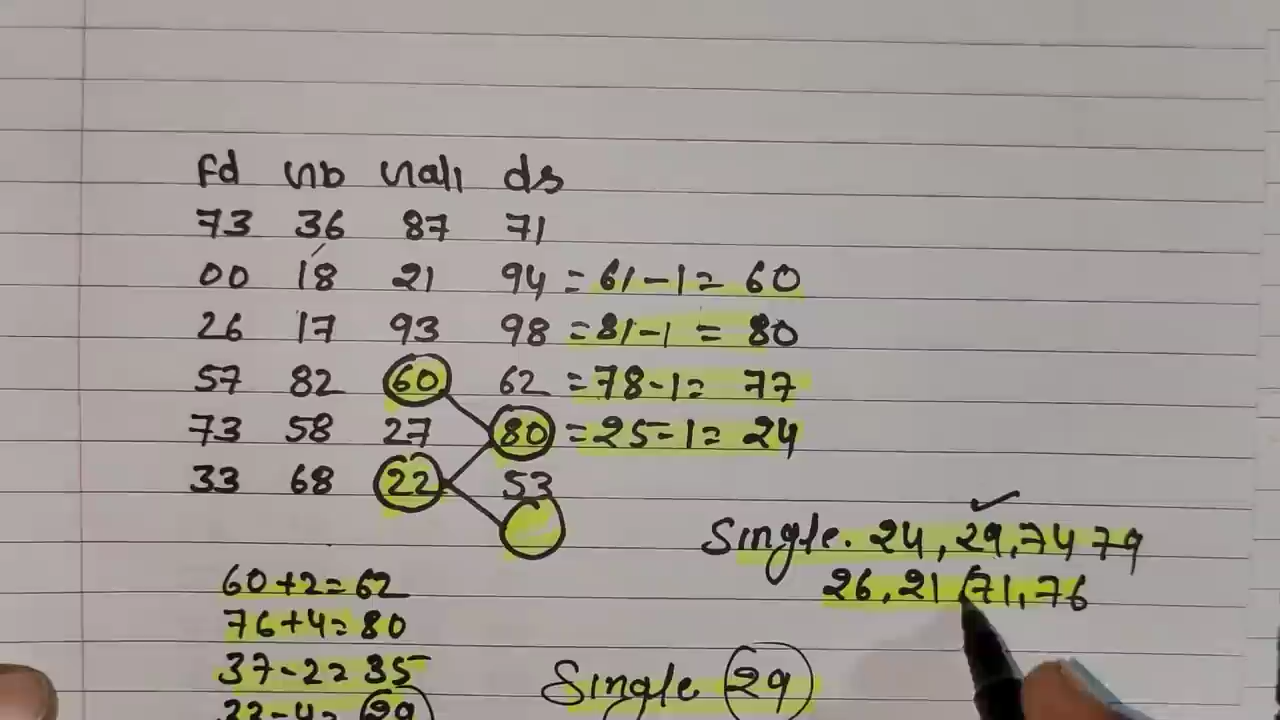 Fd Nb Nali ds
73 36 87 71
00 18 21 94 = 61-1= 60
26 17 93 98 = 81-1 = 80
57 82 60 62 = 78-1= 77
73 58 27 80 = 25-1= 24
33 68 22 53
Single. 24, 29, 74 79
26, 21 71, 76
60+2=62
76+4=80
37-2=35
Single 29